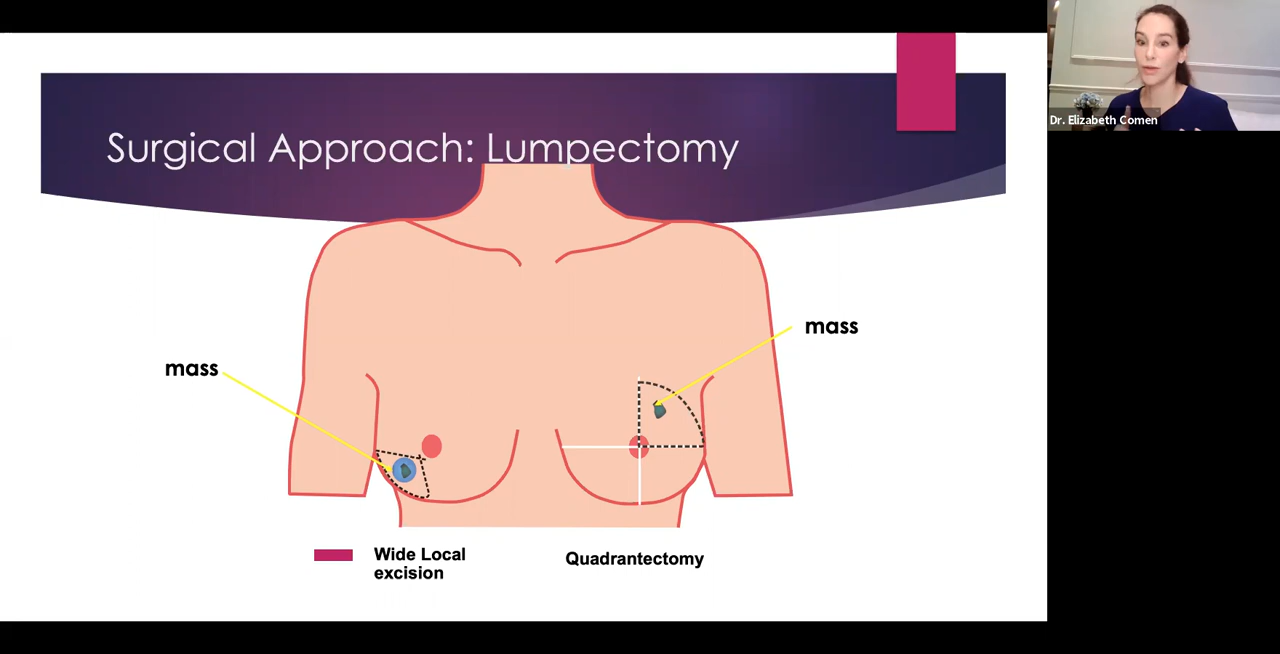 Surgical Approach: Lumpectomy
Dr. Elizabeth Comen
mass
mass
Wide Local
excision
Quadrantectomy